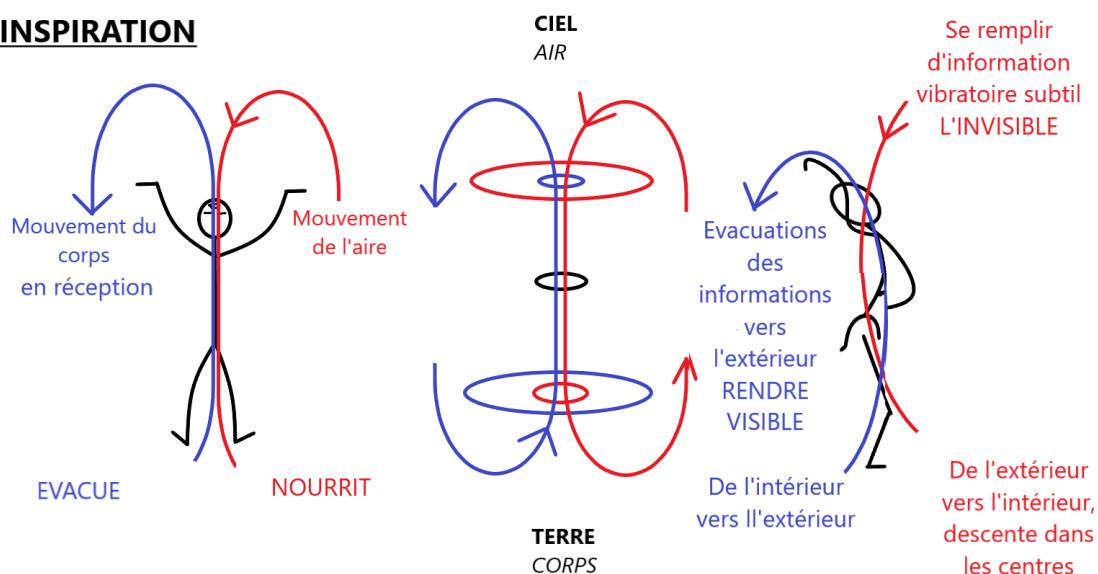 INSPIRATION
CIEL
AIR
Se remplir
d'information
vibratoire subtil
L'INVISIBLE
Mouvement du
corps
en réception
Mouvement
de l'aire
Evacuations
des
informations
vers
l'extérieur
RENDRE
VISIBLE
EVACUE
NOURRIT
De l'intérieur
vers ll'extérieur
De l'extérieur
vers l'intérieur,
descente dans
les centres
TERRE
CORPS